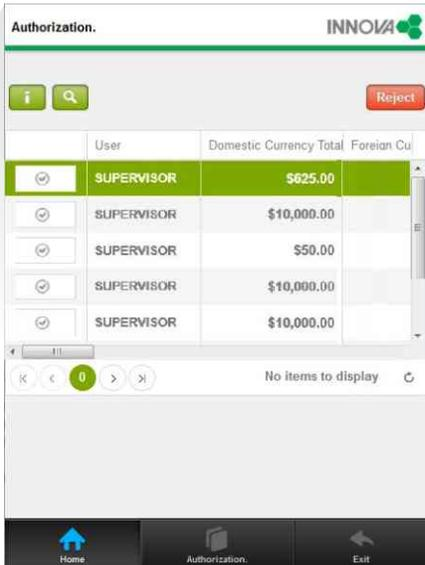 Authorization.
INNOVA
i
Reject
User Domestic Currency Total Foreign Cu
SUPERVISOR $625.00
SUPERVISOR $10,000.00
SUPERVISOR $50.00
SUPERVISOR $10,000.00
SUPERVISOR $10,000.00
0 No items to display
Home Authorization. Exit